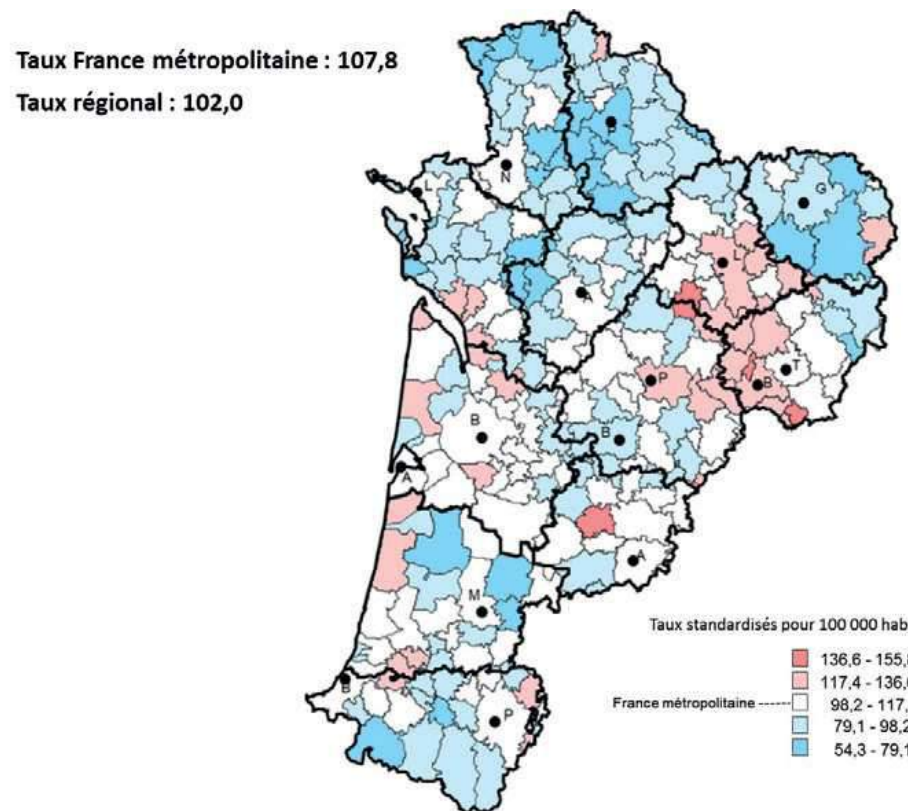 Taux France métropolitaine : 107,8
Taux régional : 102,0
N
L
G
L
A
T
P
B
B
B
A
A
M
B
P
Taux standardisés pour 100 000 hab
136,6 - 155,
117,4 - 136,
France métropolitaine
98,2 - 117,
79,1 - 98,2
54,3 - 79,1